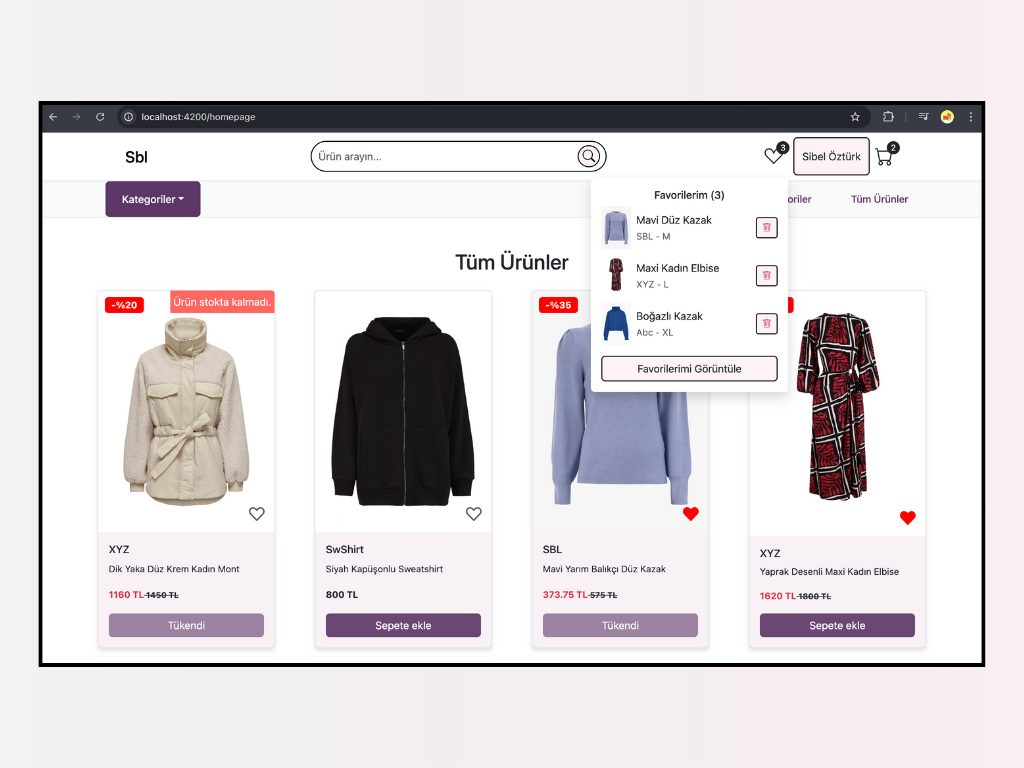 localhost:4200/homepage
Sbl
Ürün arayın...
3
Sibel Öztürk
2
Kategoriler
oriler
Tüm Ürünler
Favorilerim (3)
Mavi Düz Kazak
SBL - M
Maxi Kadın Elbise
XYZ - L
Boğazlı Kazak
Abc - XL
Favorilerimi Görüntüle
Tüm Ürünler
-%20
Ürün stokta kalmadı.
XYZ
Dik Yaka Düz Krem Kadın Mont
1160 TL 1450 TL
Tükendi
SwShirt
Siyah Kapüşonlu Sweatshirt
800 TL
Sepete ekle
-%35
SBL
Mavi Yarım Balıkçı Düz Kazak
373.75 TL 575 TL
Tükendi
XYZ
Yaprak Desenli Maxi Kadın Elbise
1620 TL 1800 TL
Sepete ekle